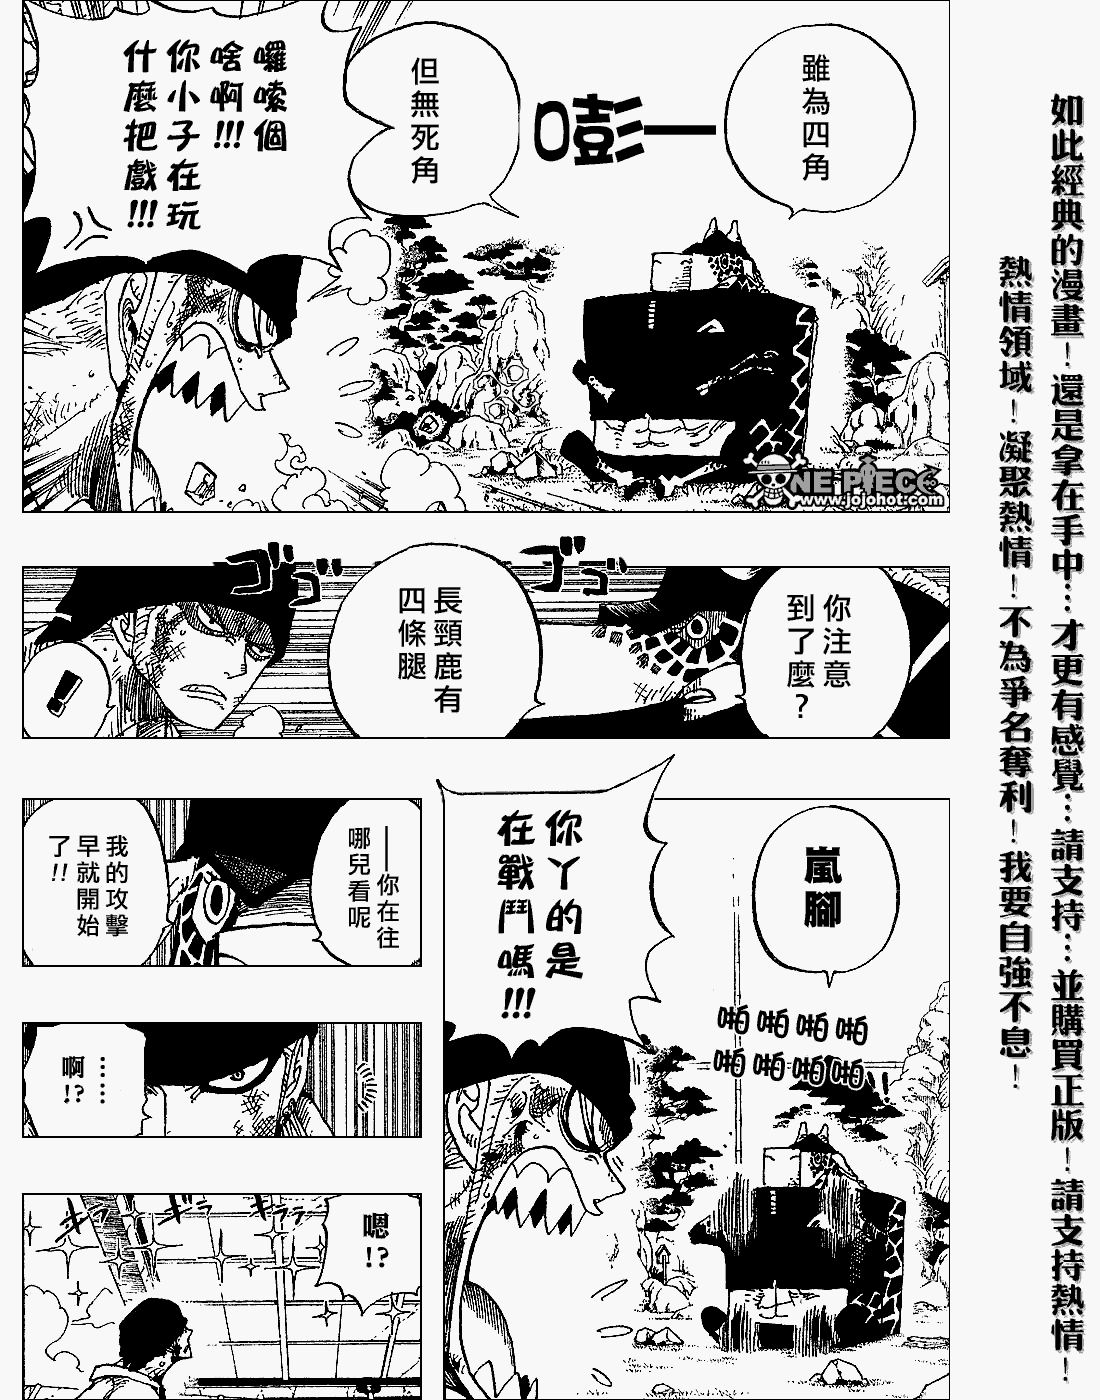 雖為四角
嘭—
但無死角
囉嗦個
啥啊!!!
你小子在玩
什麼把戲!!!
ONE PIECE
www.jojohot.com
你注意
到了麼?
ゴゴ
長頸鹿有
四條腿
ゴゴ
!!
嵐腳
啪啪啪啪
啪啪啪啪!!
你丫的是
在戰鬥嗎!!!
——你在往
哪兒看呢
我的攻擊
早就開始
了!!
……
啊!?
嗯
!?
キラ
キラ
キラ
如此經典的漫畫!還是拿在手中…才更有感覺…請支持…並購買正版!請支持熱情!
熱情領域!凝聚熱情!不為爭名奪利!我要自強不息!